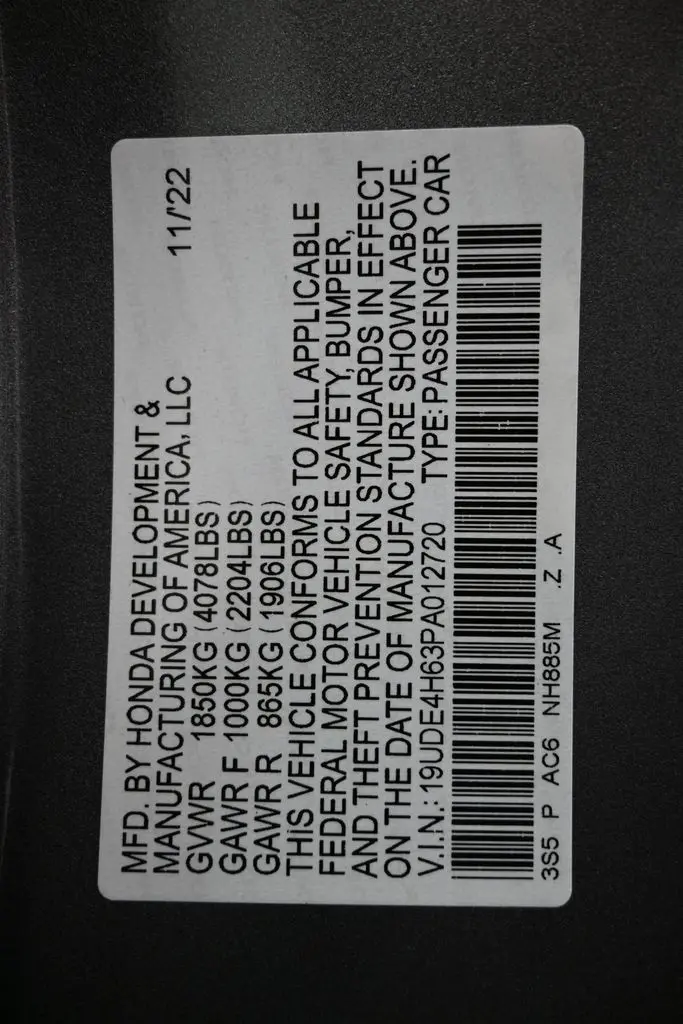 MFD. BY HONDA DEVELOPMENT &
MANUFACTURING OF AMERICA, LLC 11/'22
GVWR 1850KG (4078LBS)
GAWR F 1000KG (2204LBS)
GAWR R 865KG (1906LBS)
THIS VEHICLE CONFORMS TO ALL APPLICABLE
FEDERAL MOTOR VEHICLE SAFETY, BUMPER,
AND THEFT PREVENTION STANDARDS IN EFFECT
ON THE DATE OF MANUFACTURE SHOWN ABOVE.
V.I.N.: 19UDE4H63PA012720 TYPE: PASSENGER CAR
3S5 P AC6 NH885M .Z .A